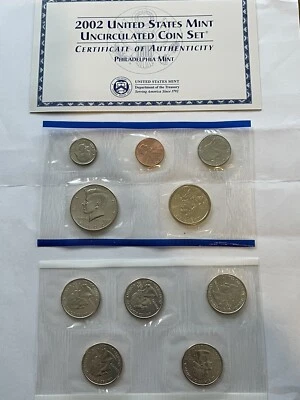 2002 United States Mint
Uncirculated Coin Set®
Certificate of Authenticity
Philadelphia Mint
UNITED STATES MINT
Department of the Treasury
Serving America Since 1792